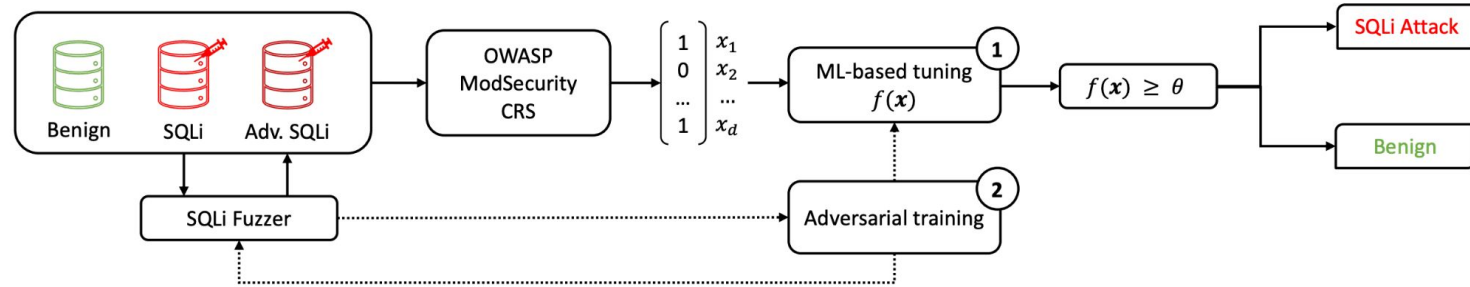 Benign
SQLi
Adv. SQLi
OWASP
ModSecurity
CRS
1 x₁
0 x₂
... ...
1 x_d
1
ML-based tuning
f(x)
f(x) ≥ θ
SQLi Attack
Benign
SQLi Fuzzer
2
Adversarial training